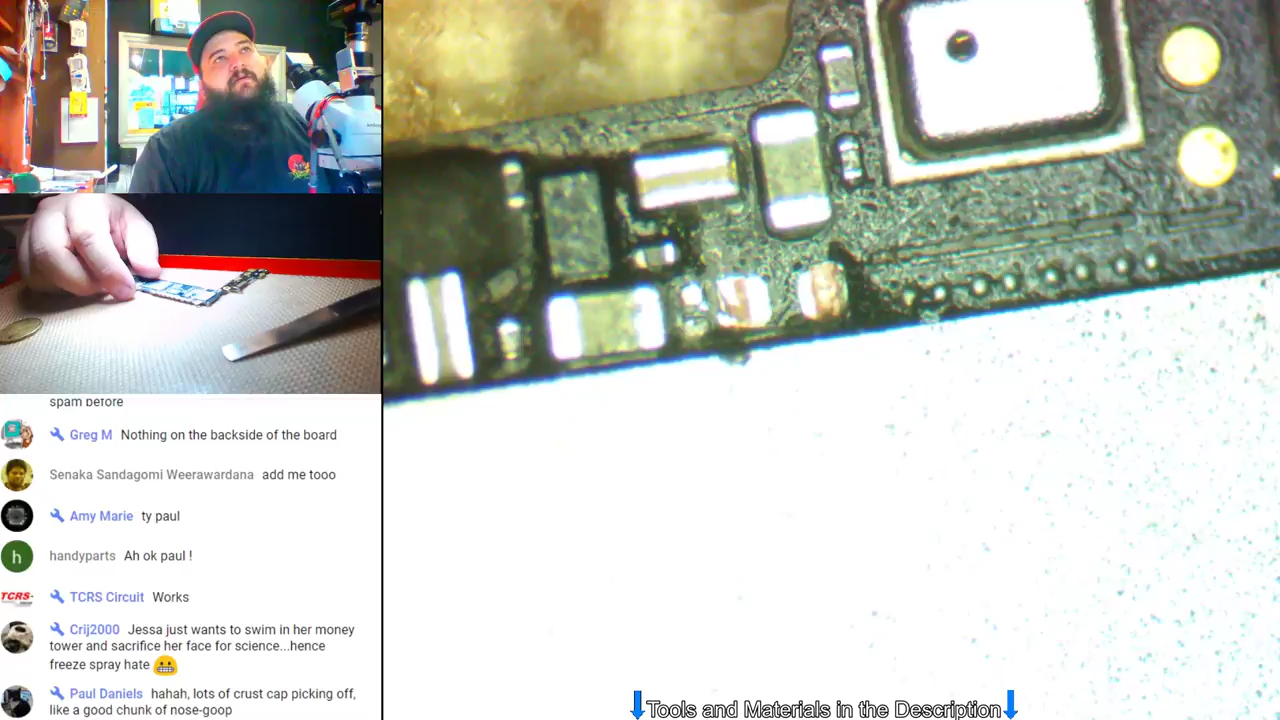 spam before
Greg M Nothing on the backside of the board
Senaka Sandagomi Weerawardana add me tooo
Amy Marie ty paul
h handyparts Ah ok paul !
TCRS- TCRS Circuit Works
Crij2000 Jessa just wants to swim in her money
tower and sacrifice her face for science...hence
freeze spray hate 😬
Paul Daniels hahah, lots of crust cap picking off,
like a good chunk of nose-goop
Tools and Materials in the Description